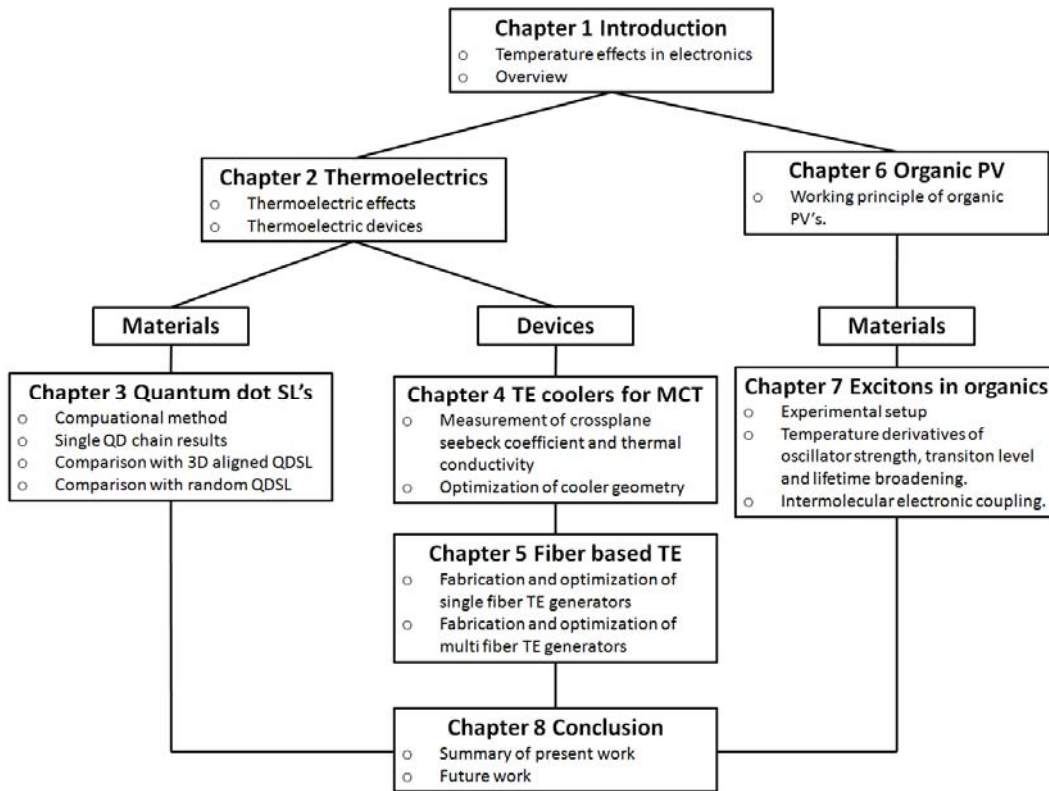 Chapter 1 Introduction
○ Temperature effects in electronics
○ Overview
Chapter 2 Thermoelectrics
○ Thermoelectric effects
○ Thermoelectric devices
Chapter 6 Organic PV
○ Working principle of organic
PV's.
Materials
Devices
Materials
Chapter 3 Quantum dot SL's
○ Compuational method
○ Single QD chain results
○ Comparison with 3D aligned QDSL
○ Comparison with random QDSL
Chapter 4 TE coolers for MCT
○ Measurement of crossplane
seebeck coefficient and thermal
conductivity
○ Optimization of cooler geometry
Chapter 7 Excitons in organics
○ Experimental setup
○ Temperature derivatives of
oscillator strength, transiton level
and lifetime broadening.
○ Intermolecular electronic coupling.
Chapter 5 Fiber based TE
○ Fabrication and optimization of
single fiber TE generators
○ Fabrication and optimization of
multi fiber TE generators
Chapter 8 Conclusion
○ Summary of present work
○ Future work